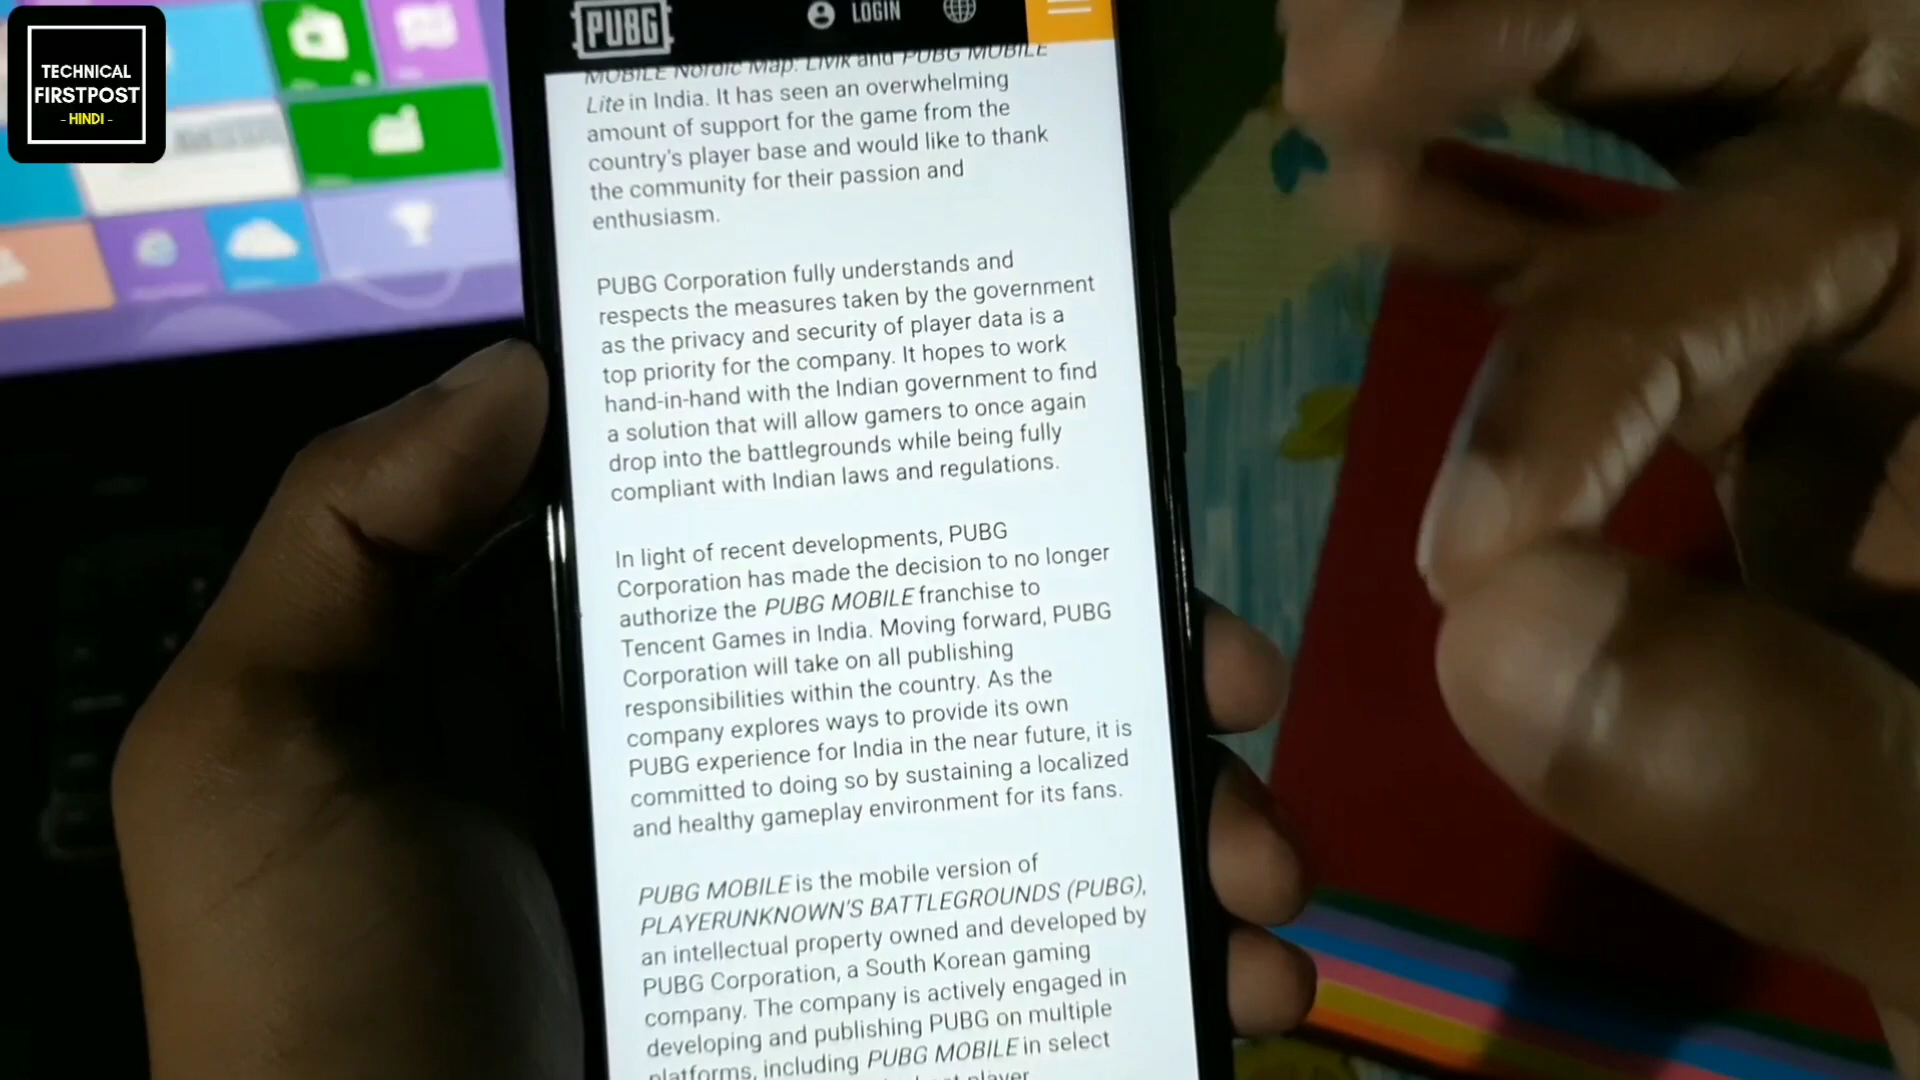 TECHNICAL
FIRSTPOST
- HINDI -
PUBG
LOGIN
MOBILE Nordic Map: Livik and PUBG MOBILE
Lite in India. It has seen an overwhelming
amount of support for the game from the
country's player base and would like to thank
the community for their passion and
enthusiasm.
PUBG Corporation fully understands and
respects the measures taken by the government
as the privacy and security of player data is a
top priority for the company. It hopes to work
hand-in-hand with the Indian government to find
a solution that will allow gamers to once again
drop into the battlegrounds while being fully
compliant with Indian laws and regulations.
In light of recent developments, PUBG
Corporation has made the decision to no longer
authorize the PUBG MOBILE franchise to
Tencent Games in India. Moving forward, PUBG
Corporation will take on all publishing
responsibilities within the country. As the
company explores ways to provide its own
PUBG experience for India in the near future, it is
committed to doing so by sustaining a localized
and healthy gameplay environment for its fans.
PUBG MOBILE is the mobile version of
PLAYERUNKNOWN'S BATTLEGROUNDS (PUBG),
an intellectual property owned and developed by
PUBG Corporation, a South Korean gaming
company. The company is actively engaged in
developing and publishing PUBG on multiple
platforms, including PUBG MOBILE in select
player